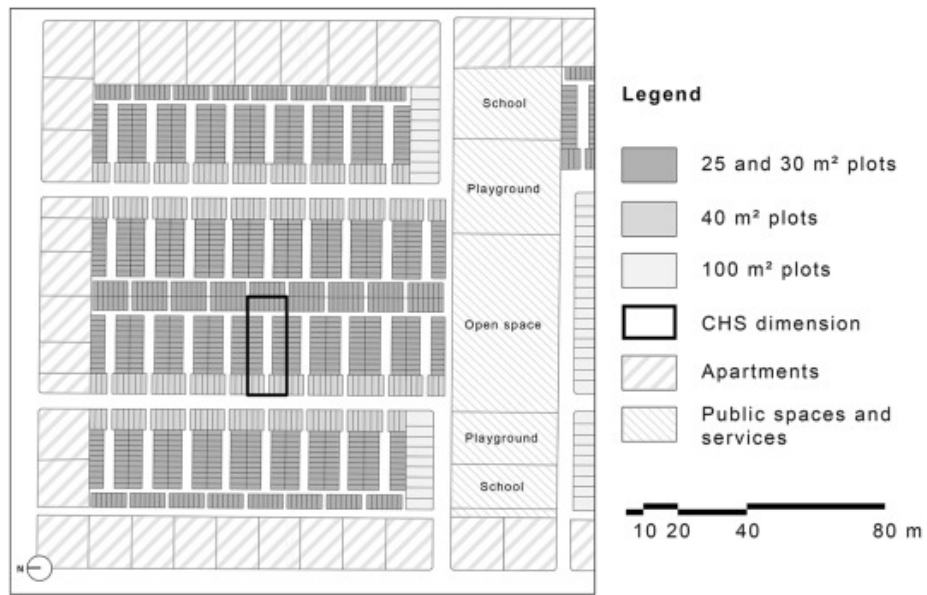 School
Playground
Open space
Playground
School
N
Legend
25 and 30 m² plots
40 m² plots
100 m² plots
CHS dimension
Apartments
Public spaces and
services
10 20 40 80 m